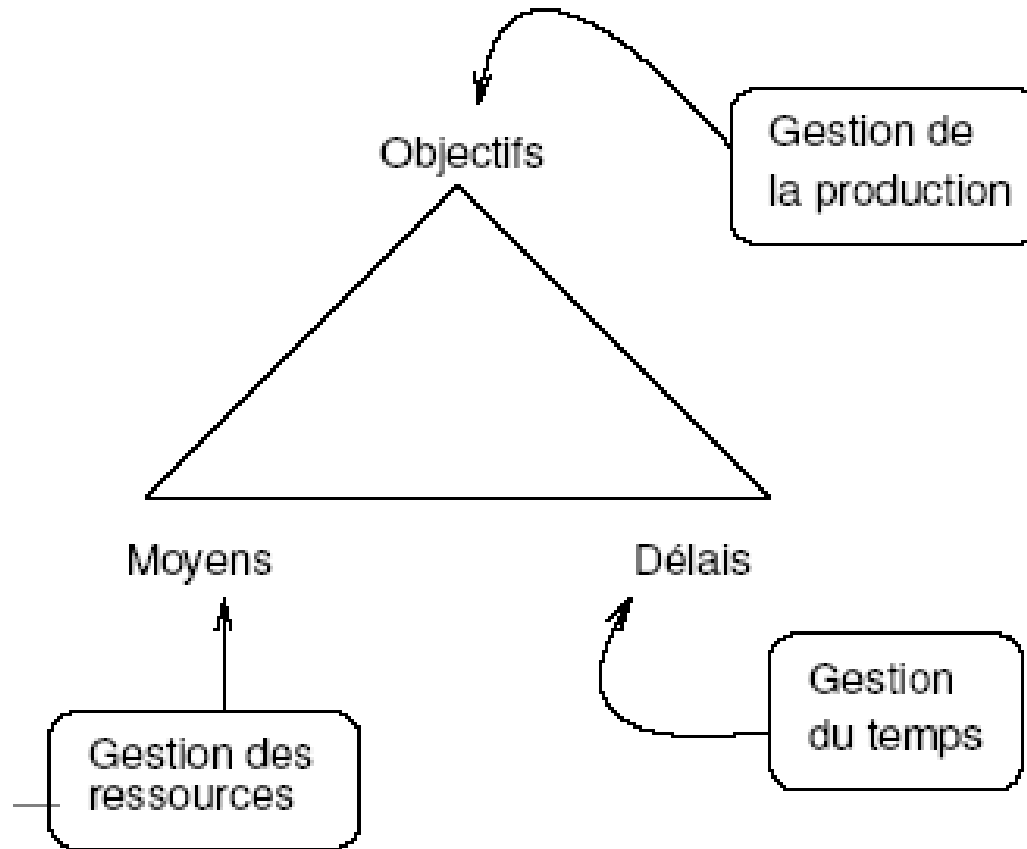 Objectifs
Gestion de
la production
Moyens
Délais
Gestion des
ressources
Gestion
du temps